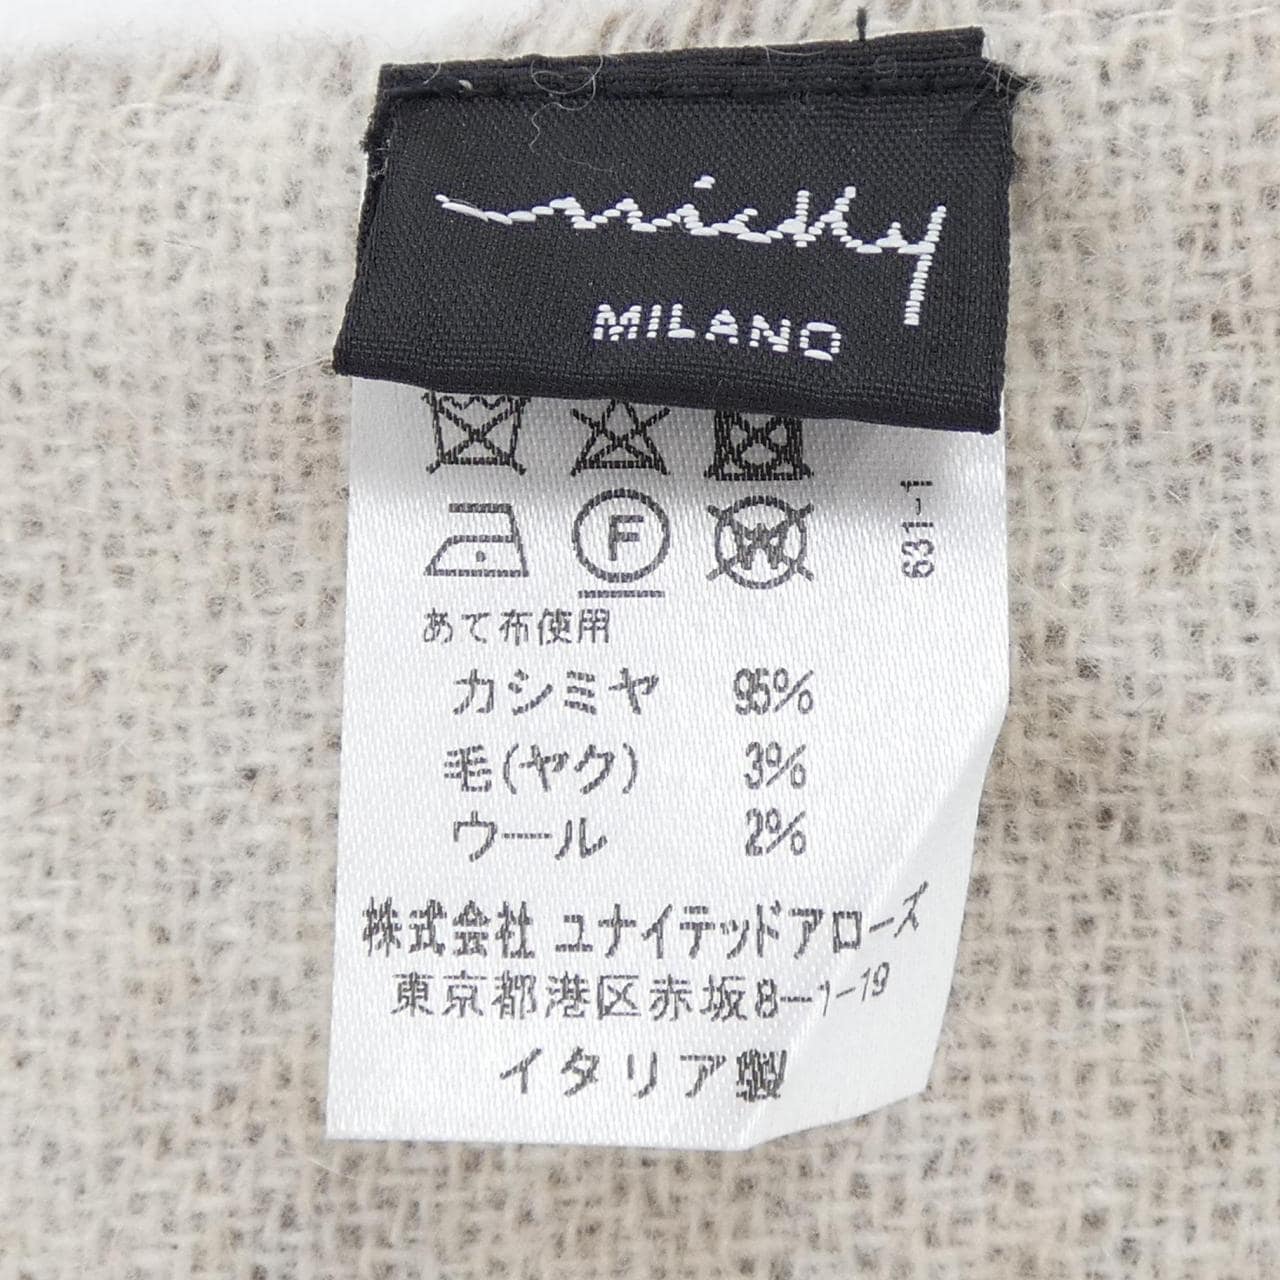 micky
MILANO
631-1
F
W
あて布使用
カシミヤ 95%
毛(ヤク) 3%
ウール 2%
株式会社 ユナイテッドアローズ
東京都港区赤坂8-1-19
イタリア製